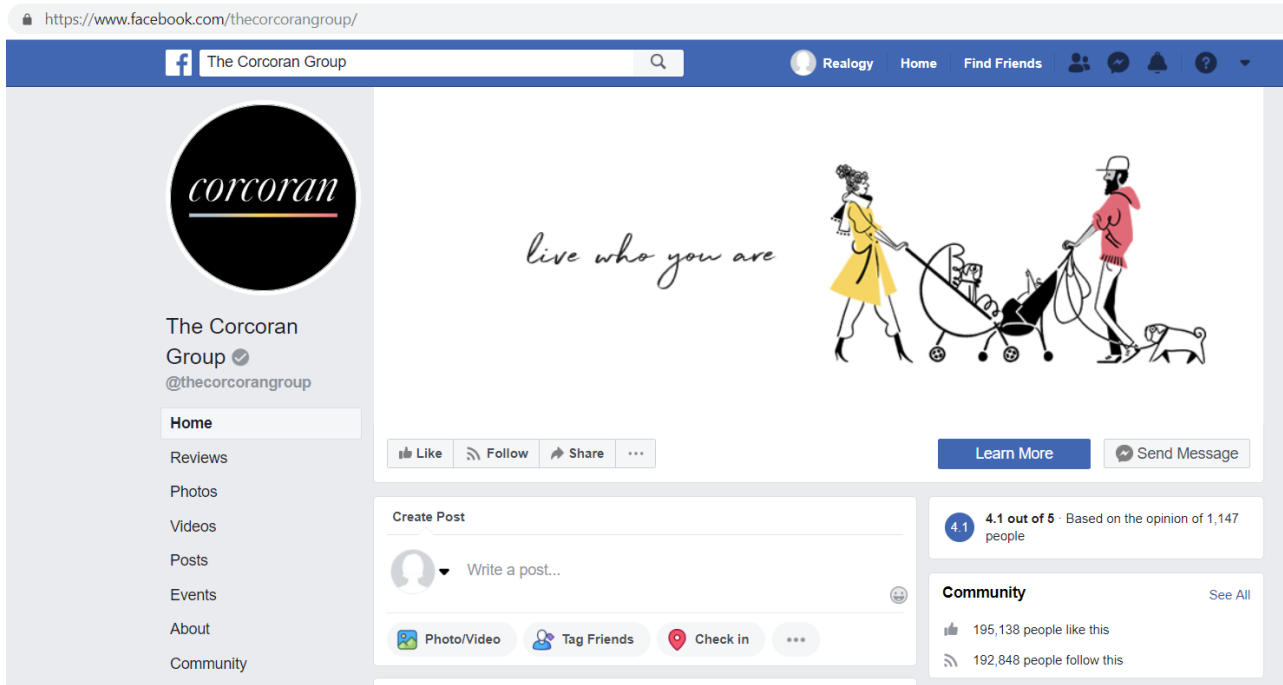 https://www.facebook.com/thecorcorangroup/
f The Corcoran Group
Realogy Home Find Friends
corcoran
live who you are
The Corcoran
Group
@thecorcorangroup
Home
Reviews
Photos
Videos
Posts
Events
About
Community
Like Follow Share ...
Learn More Send Message
Create Post
Write a post...
Photo/Video Tag Friends Check in ...
4.1
4.1 out of 5 · Based on the opinion of 1,147
people
Community See All
195,138 people like this
192,848 people follow this